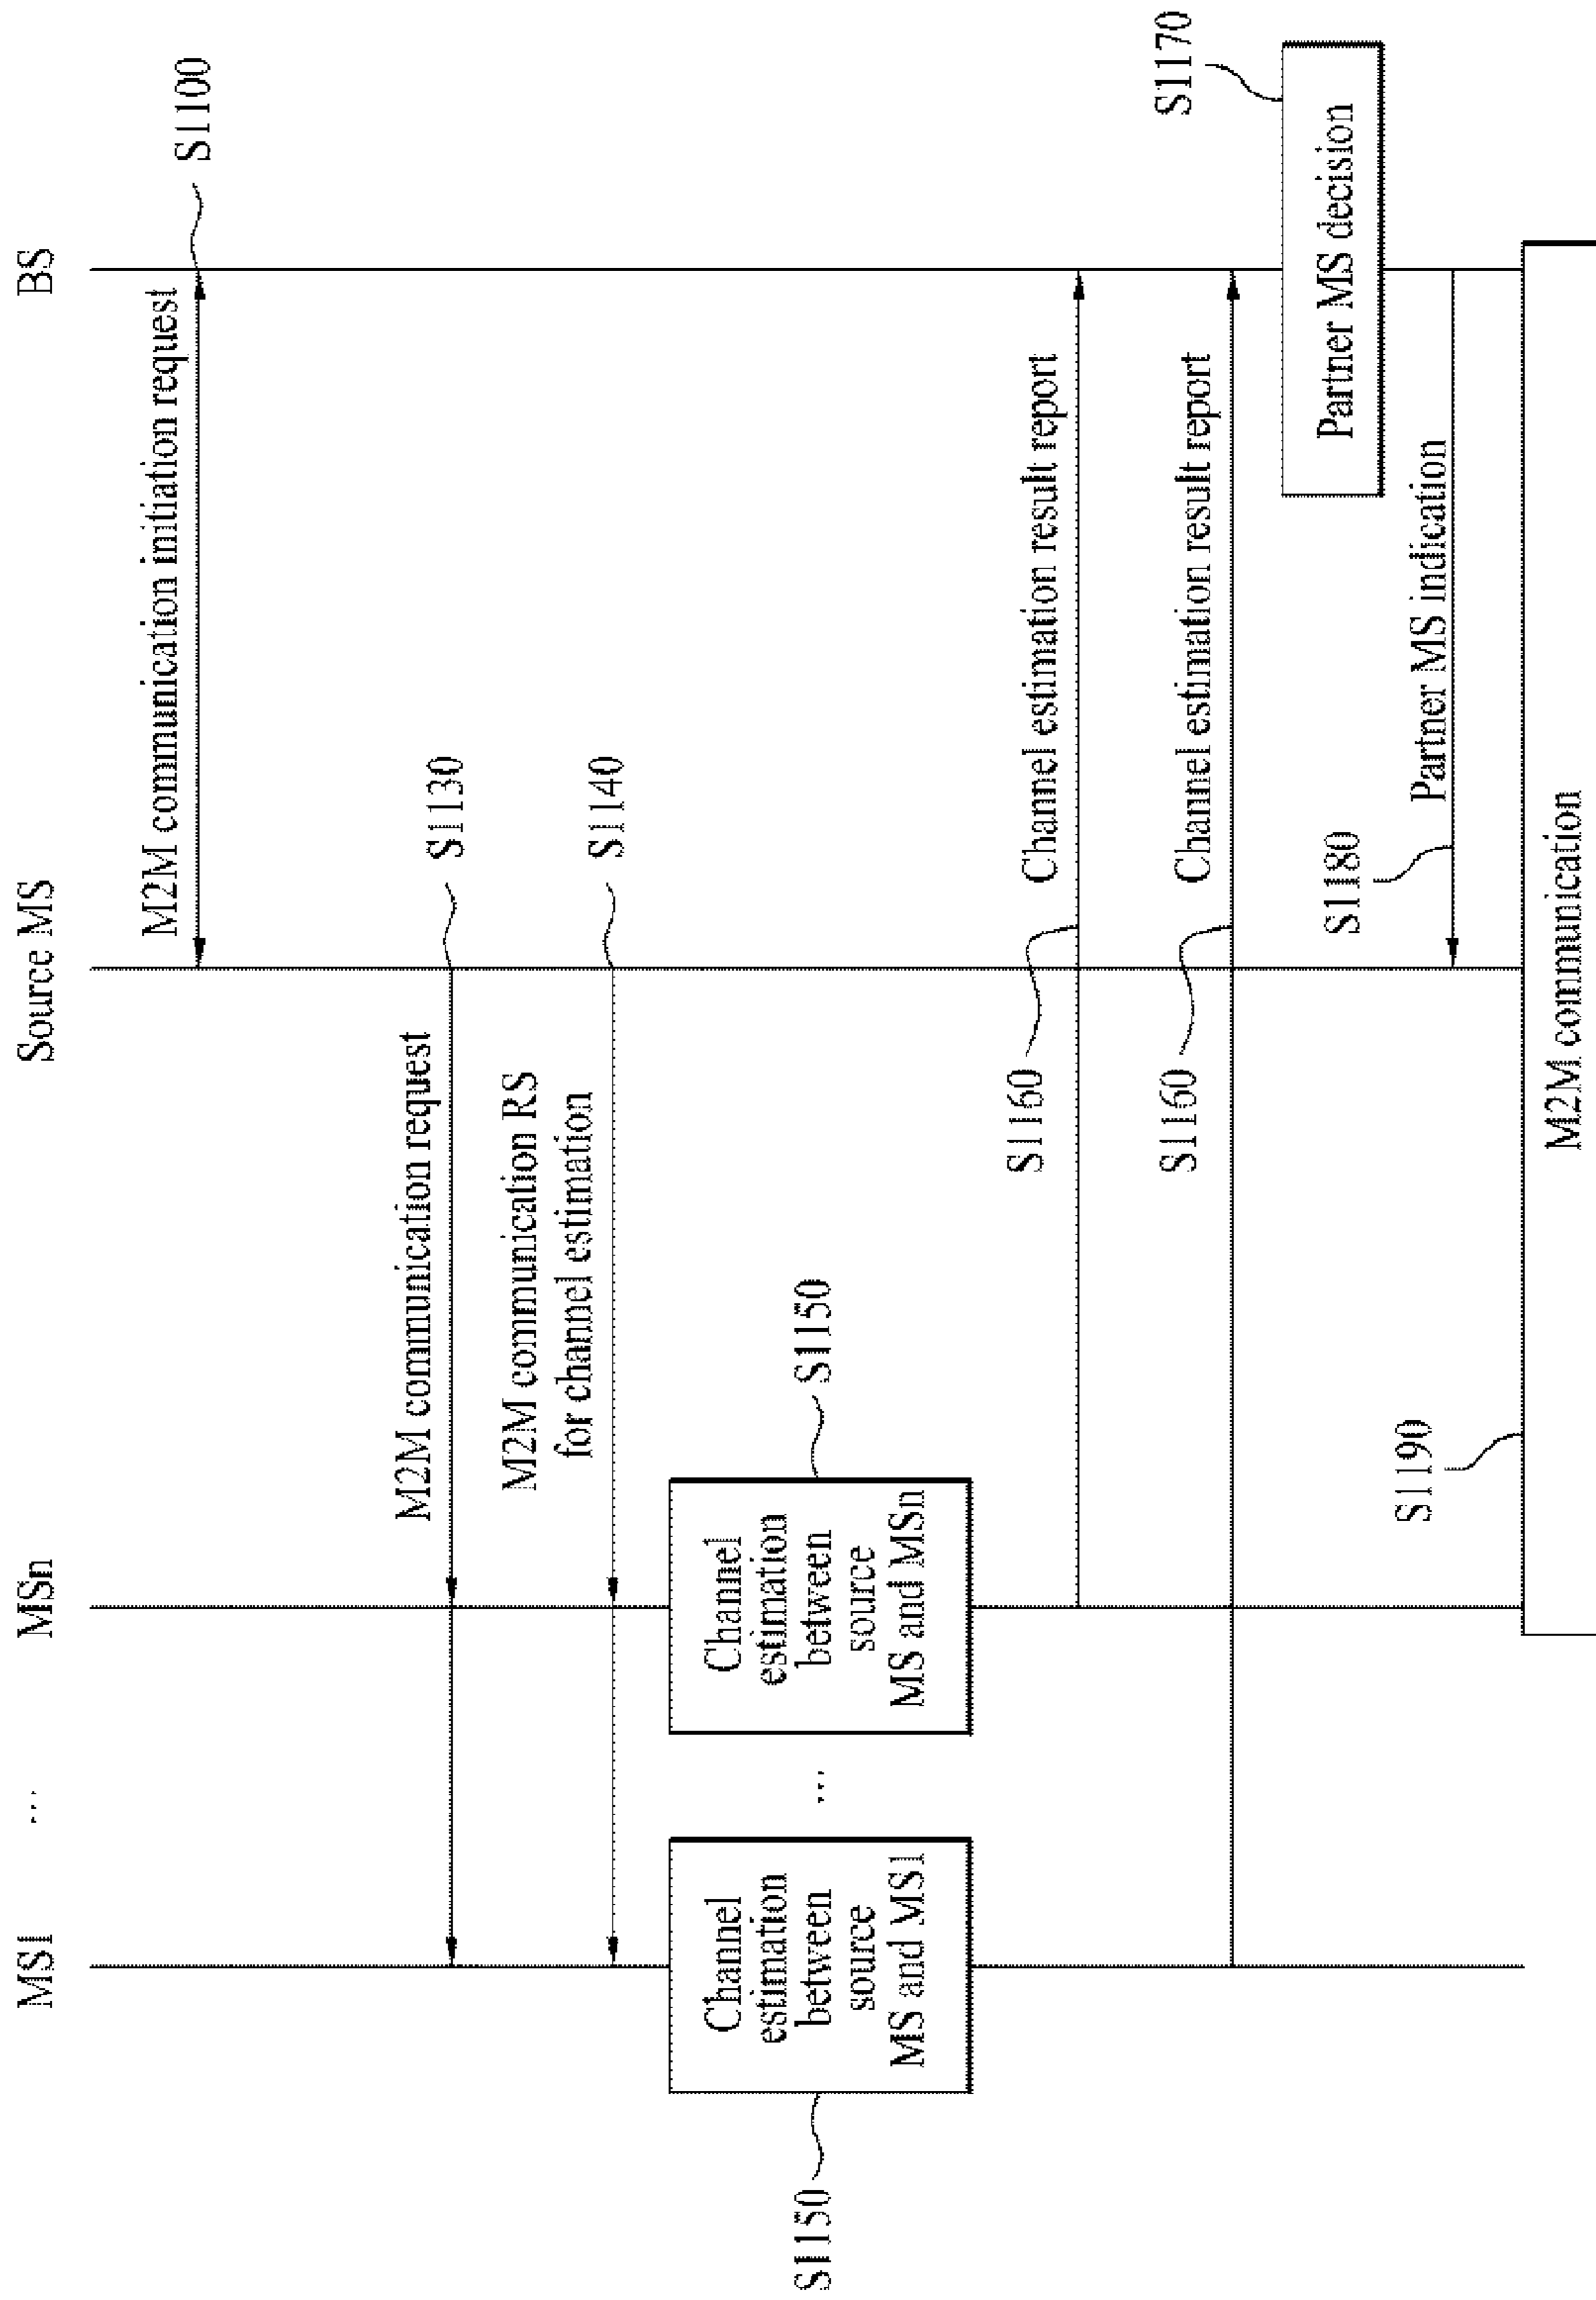 MS1
...
MSn
Source MS
BS
M2M communication initiation request
S1100
M2M communication request
S1130
M2M communication RS
for channel estimation
S1140
S1150
Channel
estimation
between
source
MS and MS1
...
Channel
estimation
between
source
MS and MSn
S1150
S1160
Channel estimation result report
S1160
Channel estimation result report
S1170
Partner MS decision
S1180
Partner MS indication
S1190
M2M communication